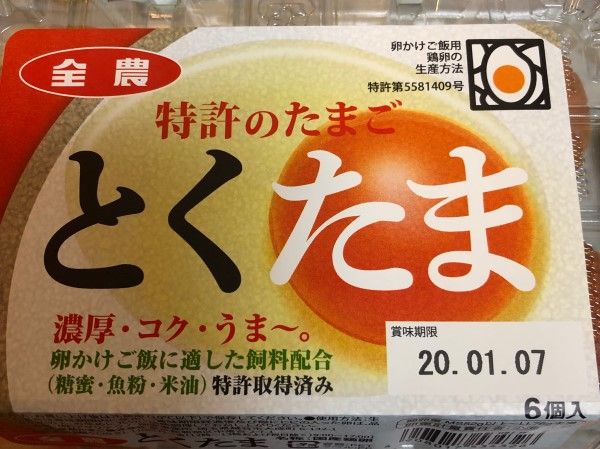 全農
卵かけご飯用
鶏卵の
生産方法
特許第5581409号
特許のたまご
とくたま
濃厚・コク・うま〜。
卵かけご飯に適した飼料配合
(糖蜜・魚粉・米油)特許取得済み
賞味期限
20.01.07
6個入
とくたま